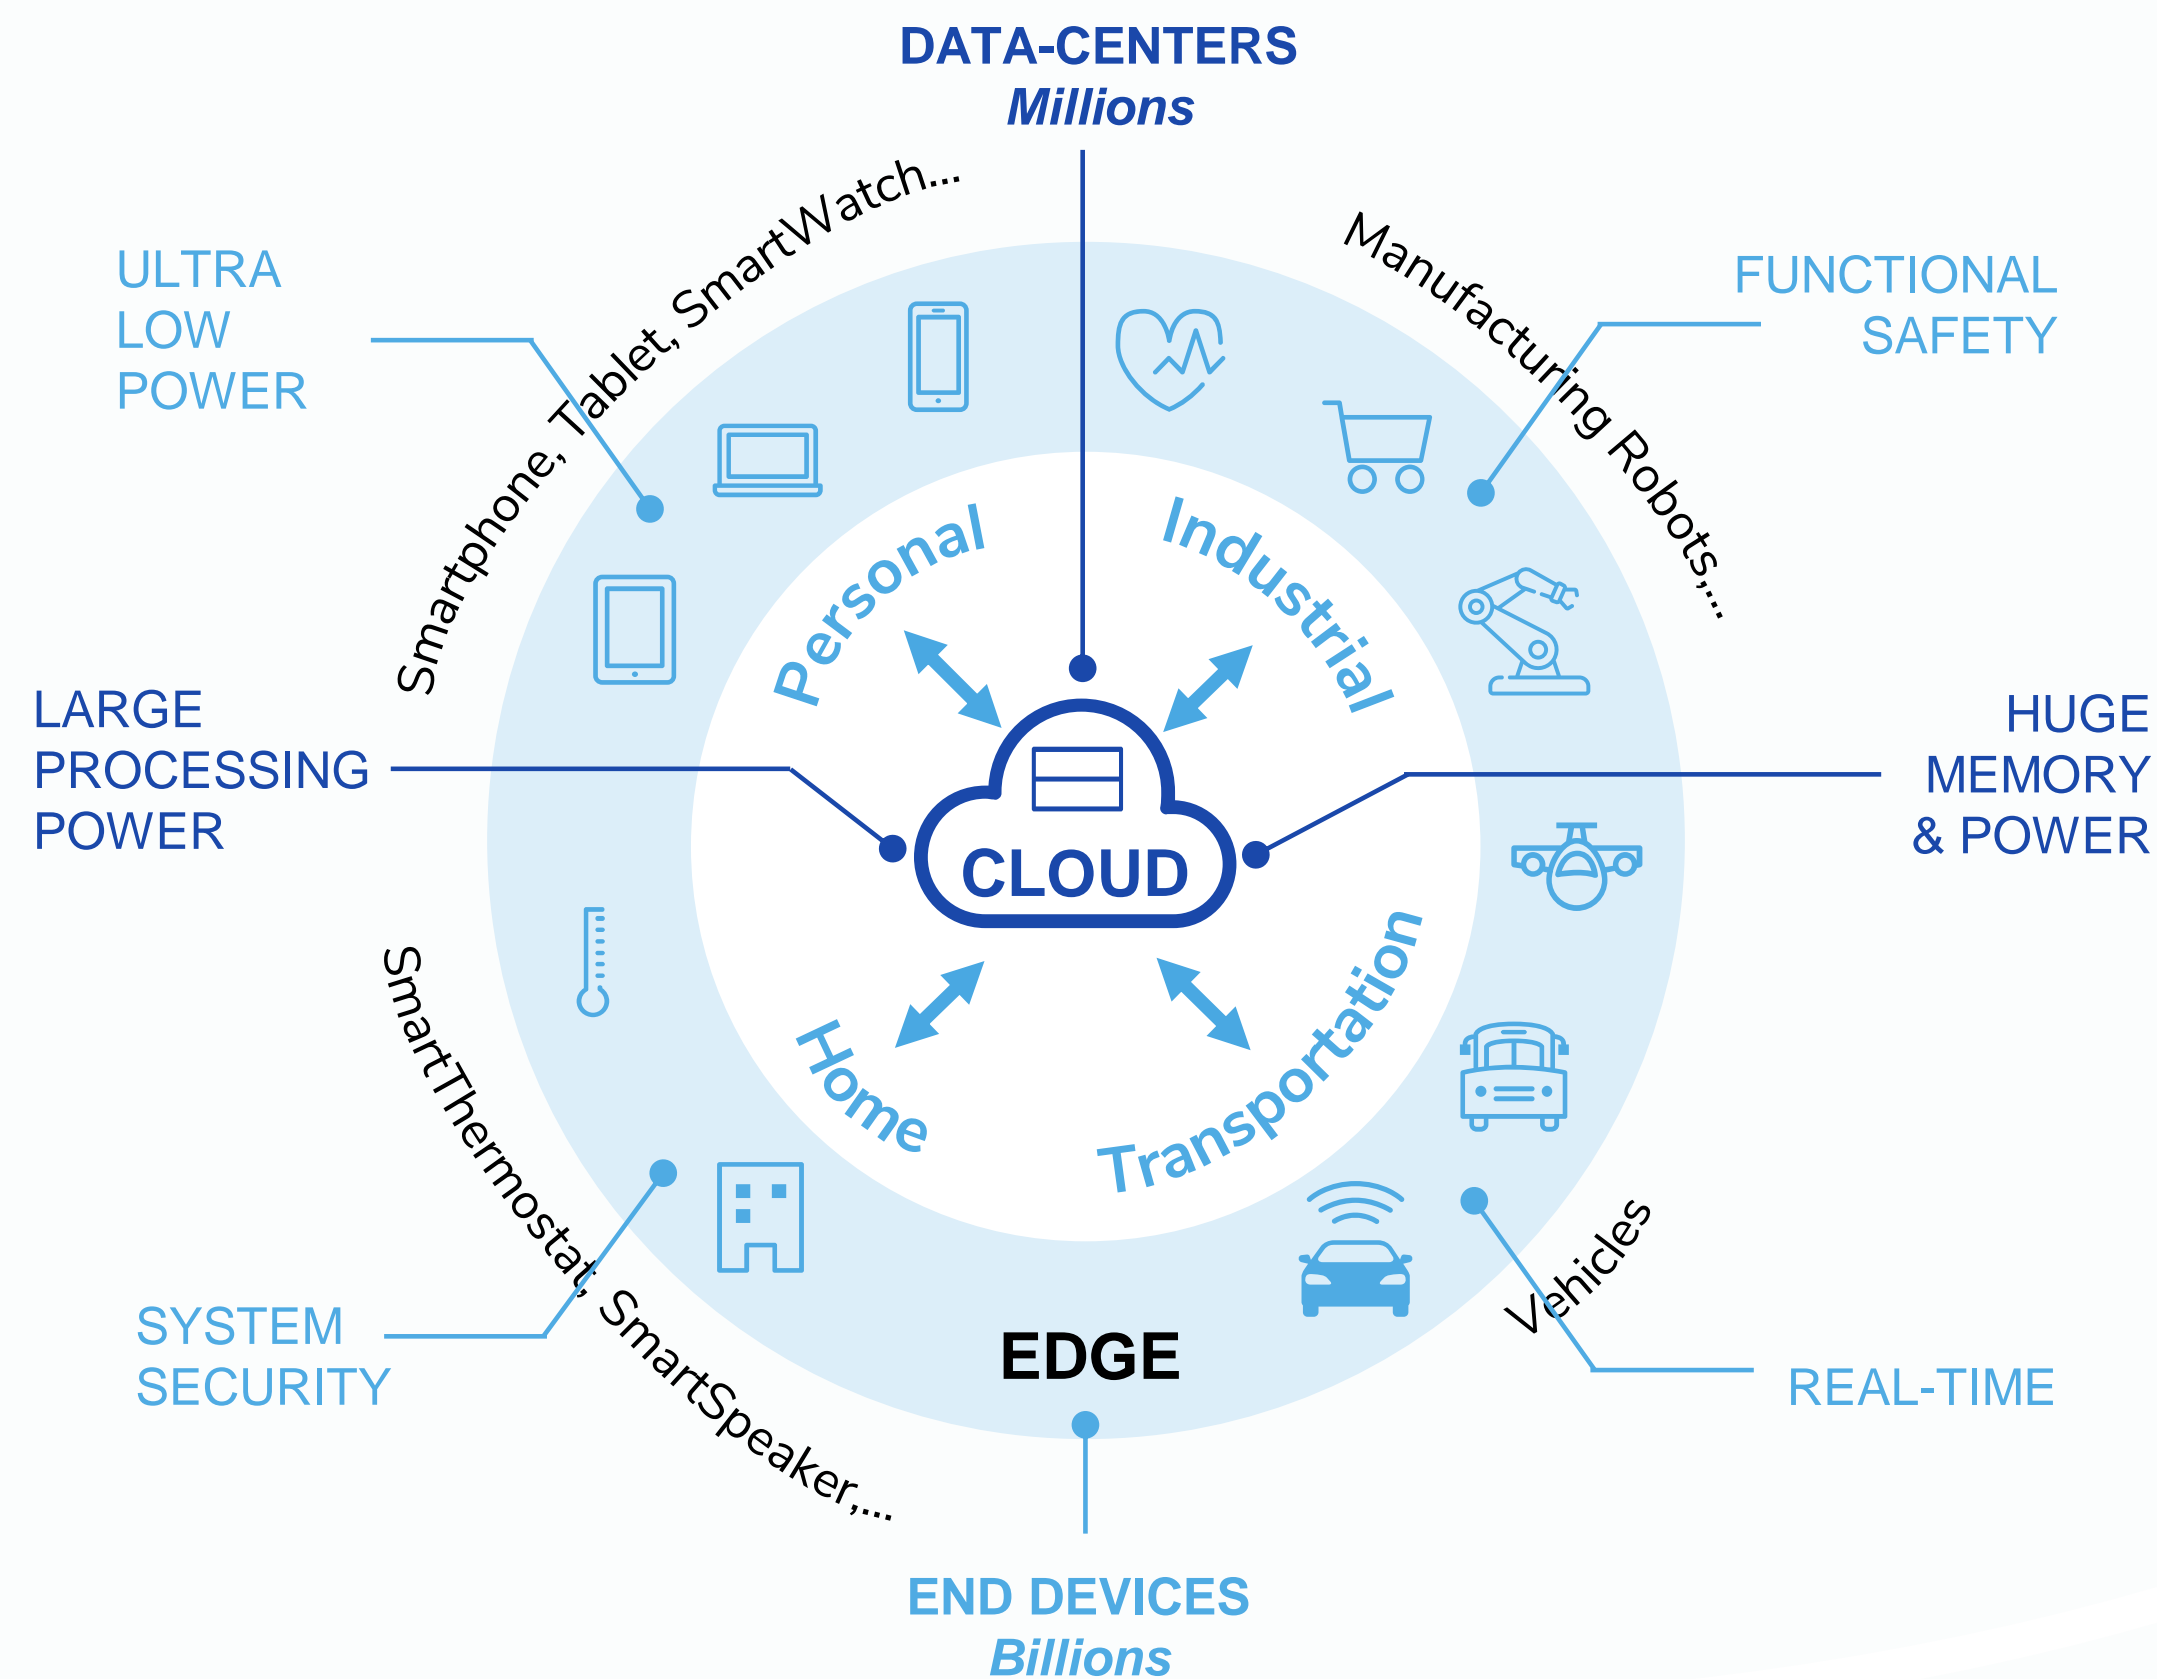 DATA-CENTERS
Millions
Smartphone, Tablet, SmartWatch...
Manufacturing Robots,...
ULTRA
LOW
POWER
FUNCTIONAL
SAFETY
Personal
Industrial
LARGE
PROCESSING
POWER
HUGE
MEMORY
& POWER
CLOUD
Home
Transportation
SmartThermostat, SmartSpeaker,...
Vehicles
SYSTEM
SECURITY
EDGE
REAL-TIME
END DEVICES
Billions